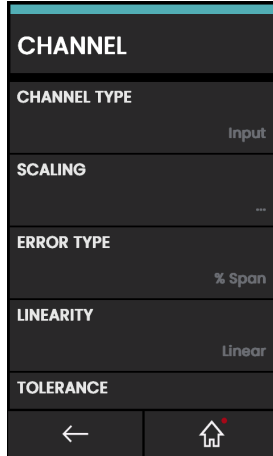 CHANNEL
CHANNEL TYPE
Input
SCALING
...
ERROR TYPE
% Span
LINEARITY
Linear
TOLERANCE